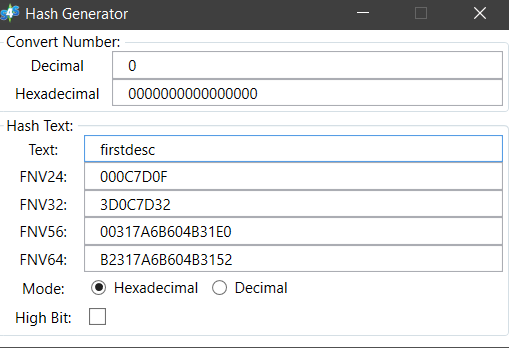 Hash Generator
Convert Number:
Decimal 0
Hexadecimal 0000000000000000
Hash Text:
Text: firstdesc
FNV24: 000C7D0F
FNV32: 3D0C7D32
FNV56: 00317A6B604B31E0
FNV64: B2317A6B604B3152
Mode: Hexadecimal Decimal
High Bit: